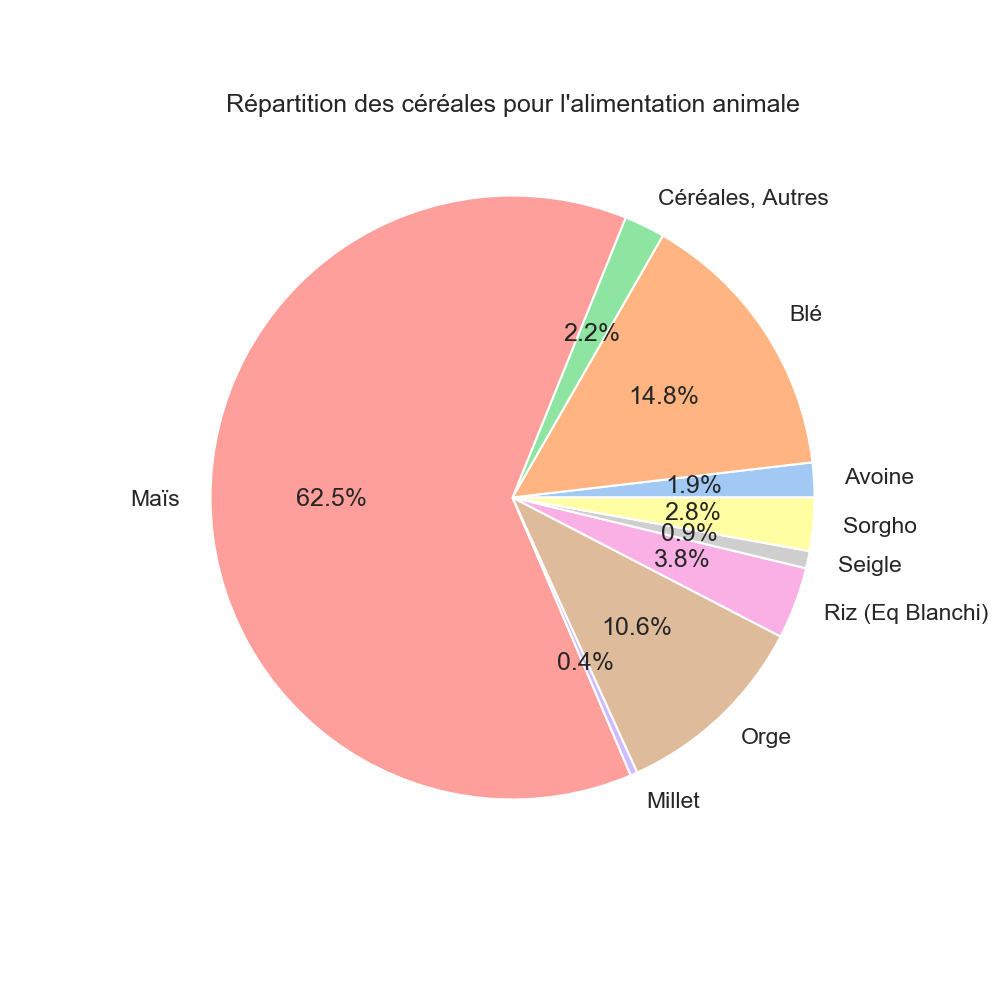 Répartition des céréales pour l'alimentation animale
Céréales, Autres
2.2%
Blé
14.8%
Avoine
1.9%
Maïs
62.5%
Sorgho
2.8%
Seigle
0.9%
Riz (Eq Blanchi)
3.8%
Orge
10.6%
Millet
0.4%